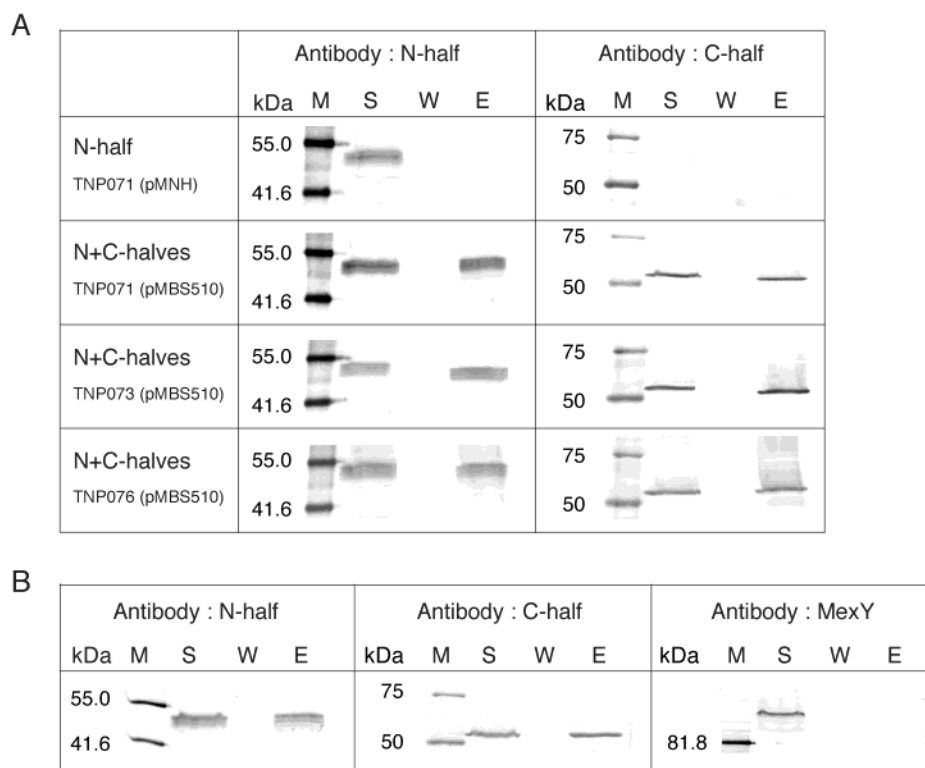 A
Antibody : N-half Antibody : C-half
kDa M S W E kDa M S W E
N-half 55.0 75
TNP071 (pMNH) 41.6 50
N+C-halves 55.0 75
TNP071 (pMBS510) 41.6 50
N+C-halves 55.0 75
TNP073 (pMBS510) 41.6 50
N+C-halves 55.0 75
TNP076 (pMBS510) 41.6 50
B
Antibody : N-half Antibody : C-half Antibody : MexY
kDa M S W E kDa M S W E kDa M S W E
55.0 75
41.6 50 81.8